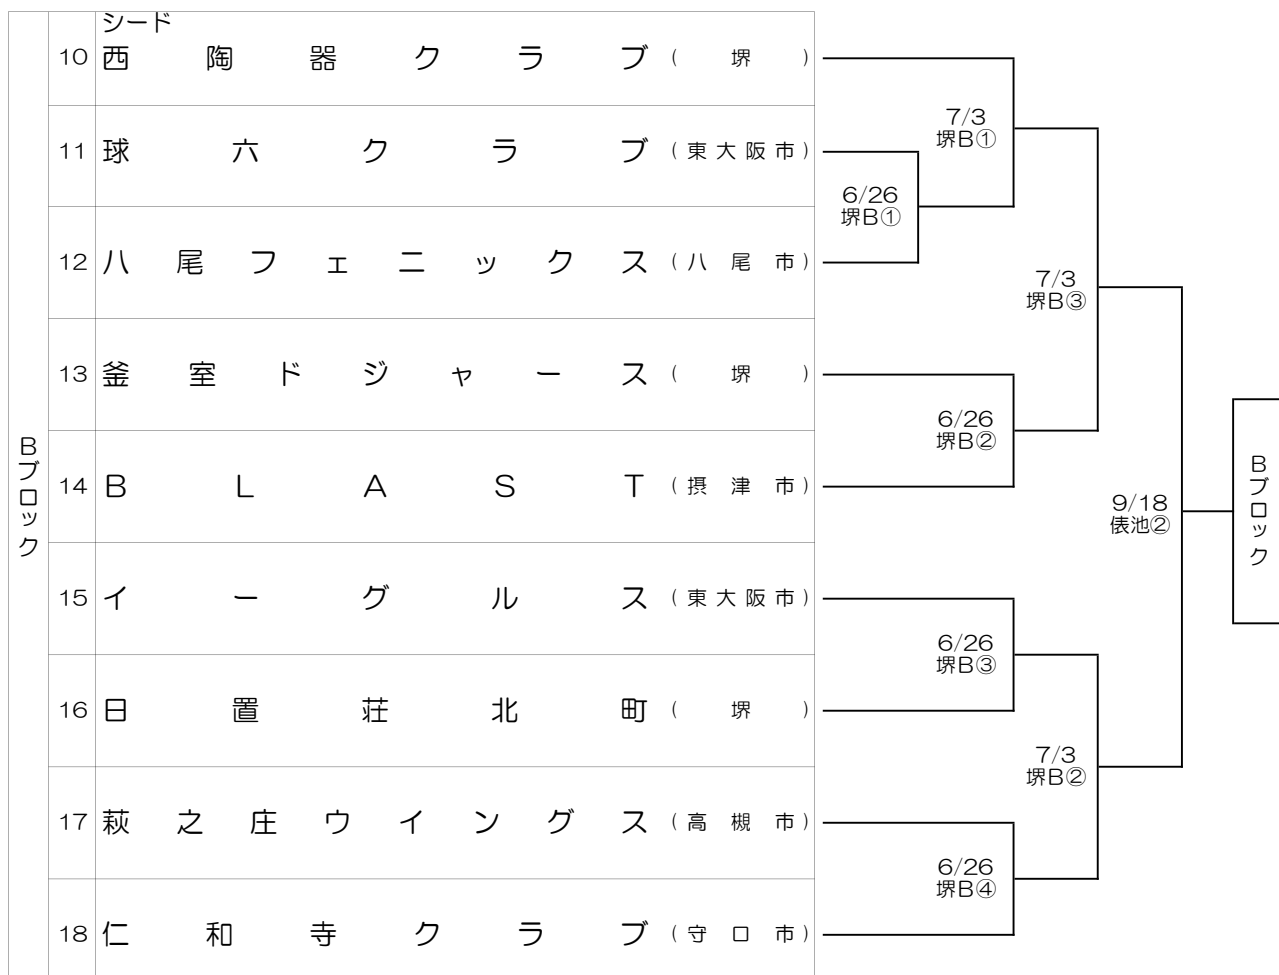 シード
10 西陶器クラブ (堺)
11 球六クラブ (東大阪市)
12 八尾フェニックス (八尾市)
13 釜室ドジャース (堺)
14 BLAST (摂津市)
15 イーグルス (東大阪市)
16 日置荘北町 (堺)
17 萩之庄ウイングス (高槻市)
18 仁和寺クラブ (守口市)
Bブロック
7/3
堺B①
6/26
堺B①
7/3
堺B③
6/26
堺B②
9/18
俵池②
6/26
堺B③
7/3
堺B②
6/26
堺B④
Bブロック